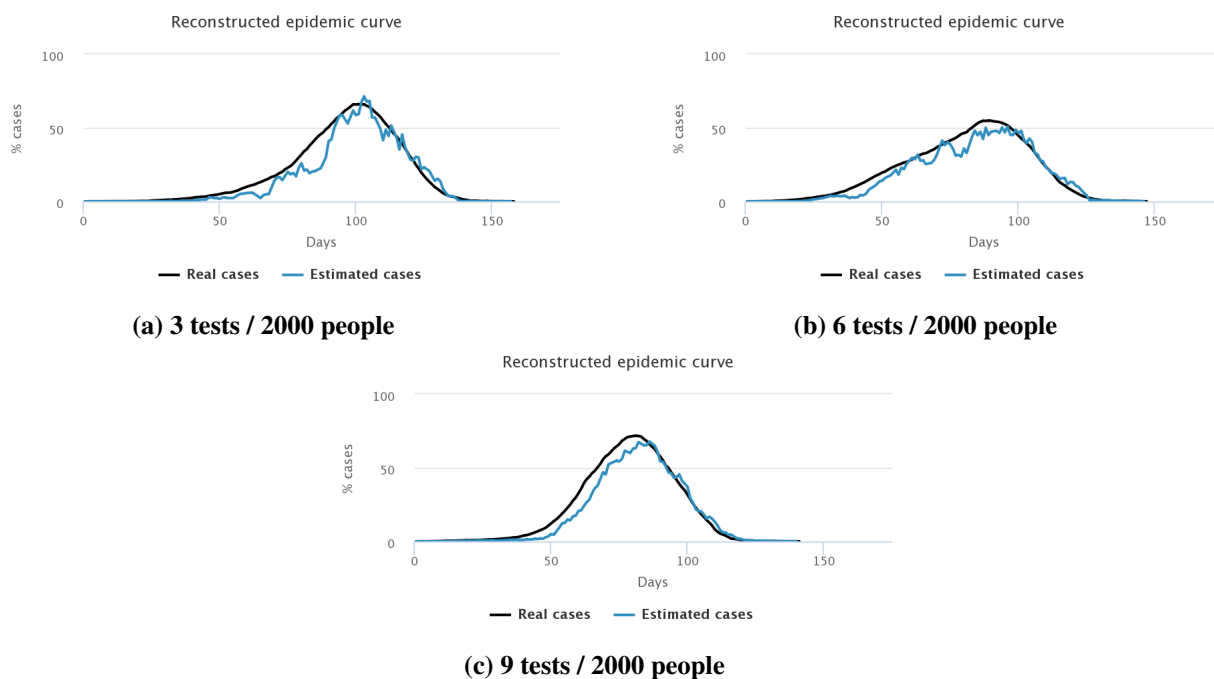 Reconstructed epidemic curve
100
50
0
% cases
0 50 100 150
Days
Real cases Estimated cases
(a) 3 tests / 2000 people
Reconstructed epidemic curve
100
50
0
% cases
0 50 100 150
Days
Real cases Estimated cases
(b) 6 tests / 2000 people
Reconstructed epidemic curve
100
50
0
% cases
0 50 100 150
Days
Real cases Estimated cases
(c) 9 tests / 2000 people